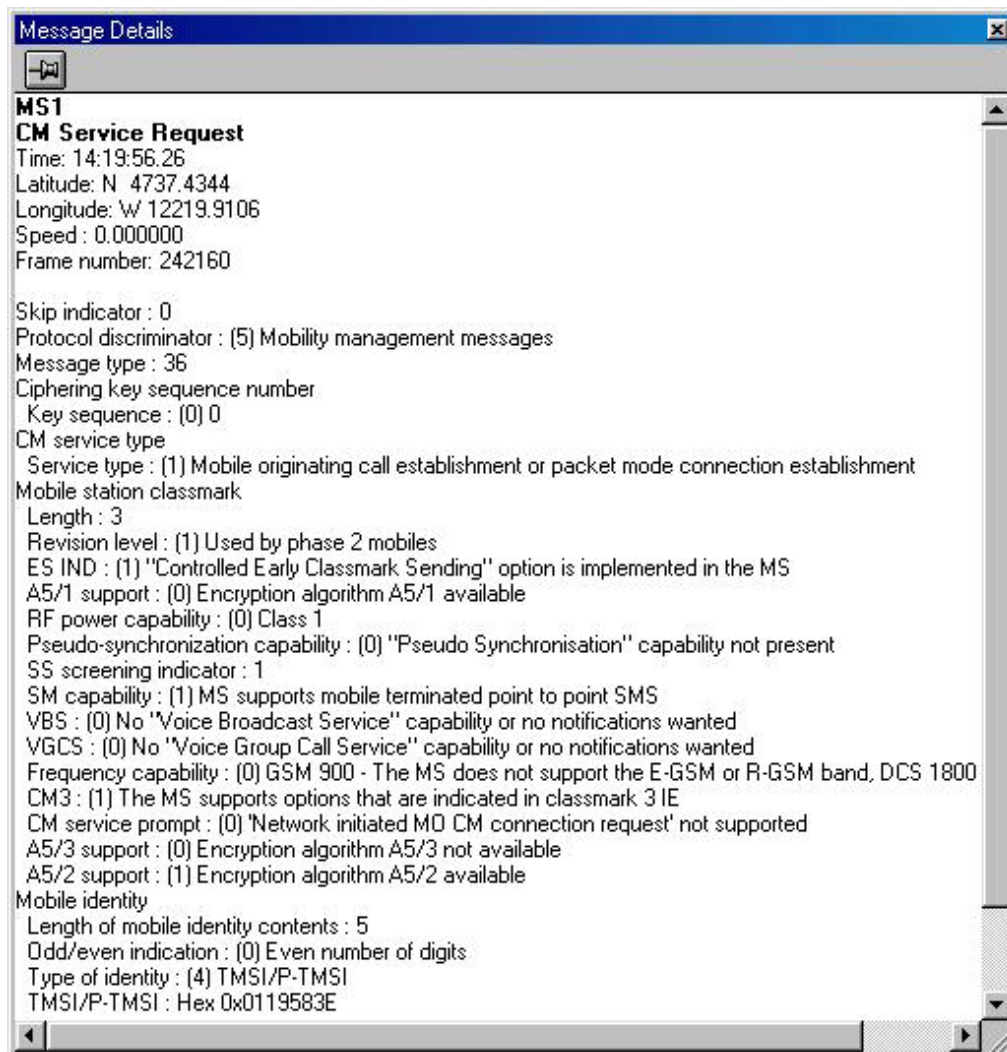 Message Details
MS1
CM Service Request
Time: 14:19:56.26
Latitude: N  4737.4344
Longitude: W 12219.9106
Speed : 0.000000
Frame number: 242160
Skip indicator : 0
Protocol discriminator : (5) Mobility management messages
Message type : 36
Ciphering key sequence number
Key sequence : (0) 0
CM service type
Service type : (1) Mobile originating call establishment or packet mode connection establishment
Mobile station classmark
Length : 3
Revision level : (1) Used by phase 2 mobiles
ES IND : (1) "Controlled Early Classmark Sending" option is implemented in the MS
A5/1 support : (0) Encryption algorithm A5/1 available
RF power capability : (0) Class 1
Pseudo-synchronization capability : (0) "Pseudo Synchronisation" capability not present
SS screening indicator : 1
SM capability : (1) MS supports mobile terminated point to point SMS
VBS : (0) No "Voice Broadcast Service" capability or no notifications wanted
VGCS : (0) No "Voice Group Call Service" capability or no notifications wanted
Frequency capability : (0) GSM 900 - The MS does not support the E-GSM or R-GSM band, DCS 1800
CM3 : (1) The MS supports options that are indicated in classmark 3 IE
CM service prompt : (0) 'Network initiated MO CM connection request' not supported
A5/3 support : (0) Encryption algorithm A5/3 not available
A5/2 support : (1) Encryption algorithm A5/2 available
Mobile identity
Length of mobile identity contents : 5
Odd/even indication : (0) Even number of digits
Type of identity : (4) TMSI/P-TMSI
TMSI/P-TMSI : Hex 0x0119583E